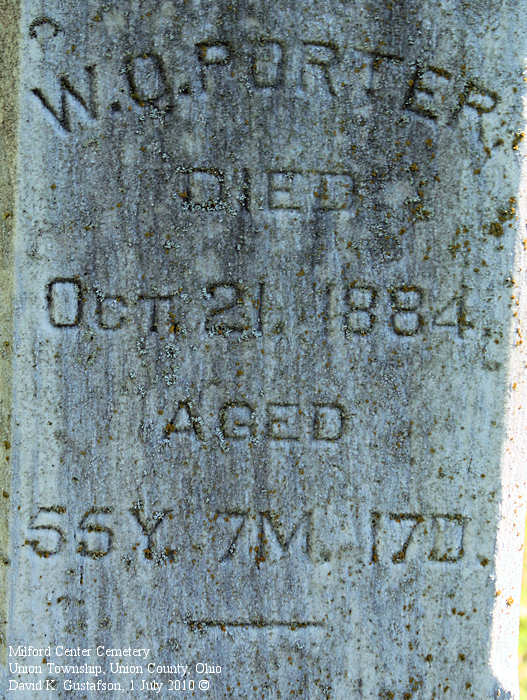 W.O. PORTER
DIED
OCT. 21, 1884.
AGED
55Y. 7M. 17D.
Milford Center Cemetery
Union Township, Union County, Ohio
David K. Gustafson, 1 July 2010 ©